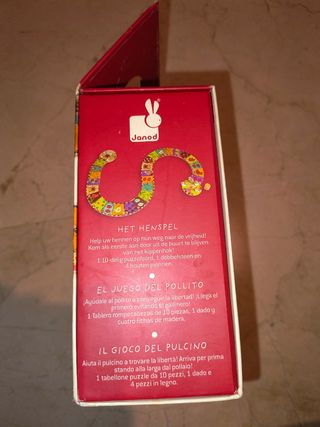 Janod
HET HENSPEL
Help uw hennen op hun weg naar de vrijheid!
Kom als eerste aan door uit de buurt te blijven
van het kippenhok!
1 10-delig puzzelbord, 1 dobbelsteen en
4 houten pionnen.
EL JUEGO DEL POLLITO
¡Ayúdale al pollito a conseguir la libertad! ¡Llega el
primero evitando el gallinero!
1 Tablero rompecabezas de 10 piezas, 1 dado y
cuatro fichas de madera.
IL GIOCO DEL PULCINO
Aiuta il pulcino a trovare la libertà! Arriva per prima
stando alla larga dal pollaio!
1 tabellone puzzle da 10 pezzi, 1 dado e
4 pezzi in legno.